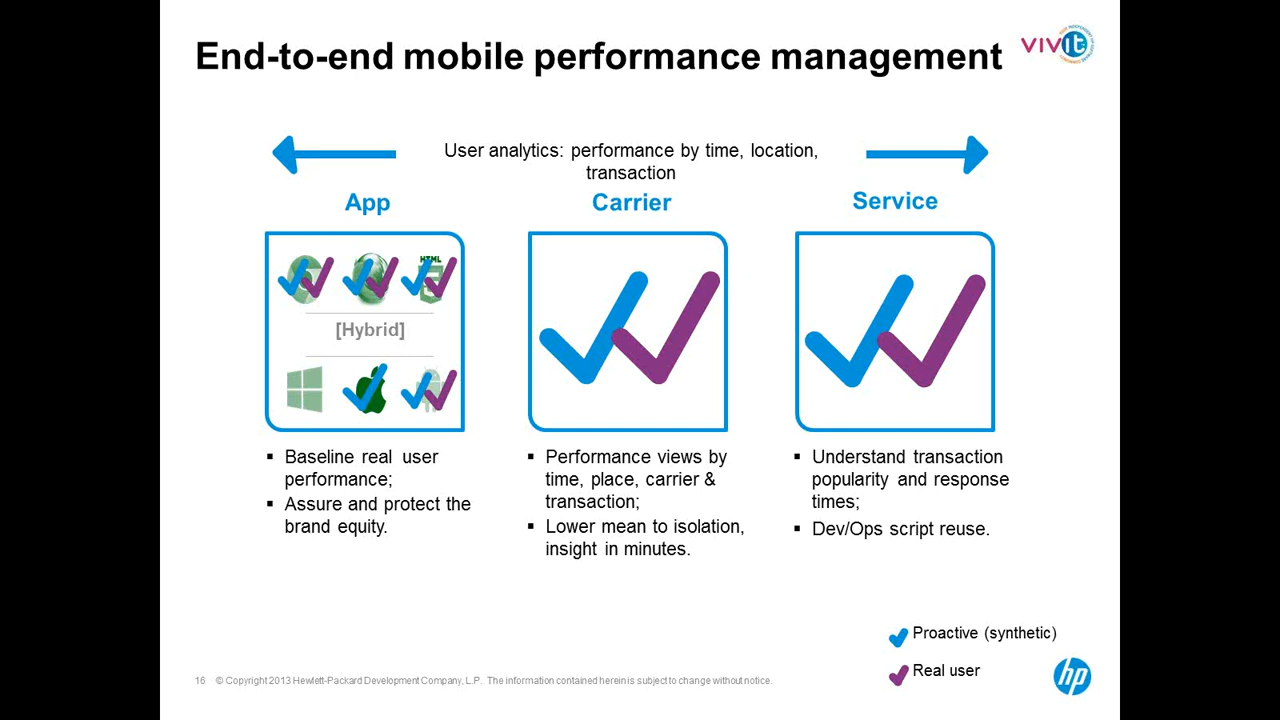 End-to-end mobile performance management
VIVit
User analytics: performance by time, location,
transaction
App
Carrier
Service
HTML
[Hybrid]
▪ Baseline real user
performance;
▪ Assure and protect the
brand equity.
▪ Performance views by
time, place, carrier &
transaction;
▪ Lower mean to isolation,
insight in minutes.
▪ Understand transaction
popularity and response
times;
▪ Dev/Ops script reuse.
Proactive (synthetic)
Real user
16 © Copyright 2013 Hewlett-Packard Development Company, L.P. The information contained herein is subject to change without notice.
hp